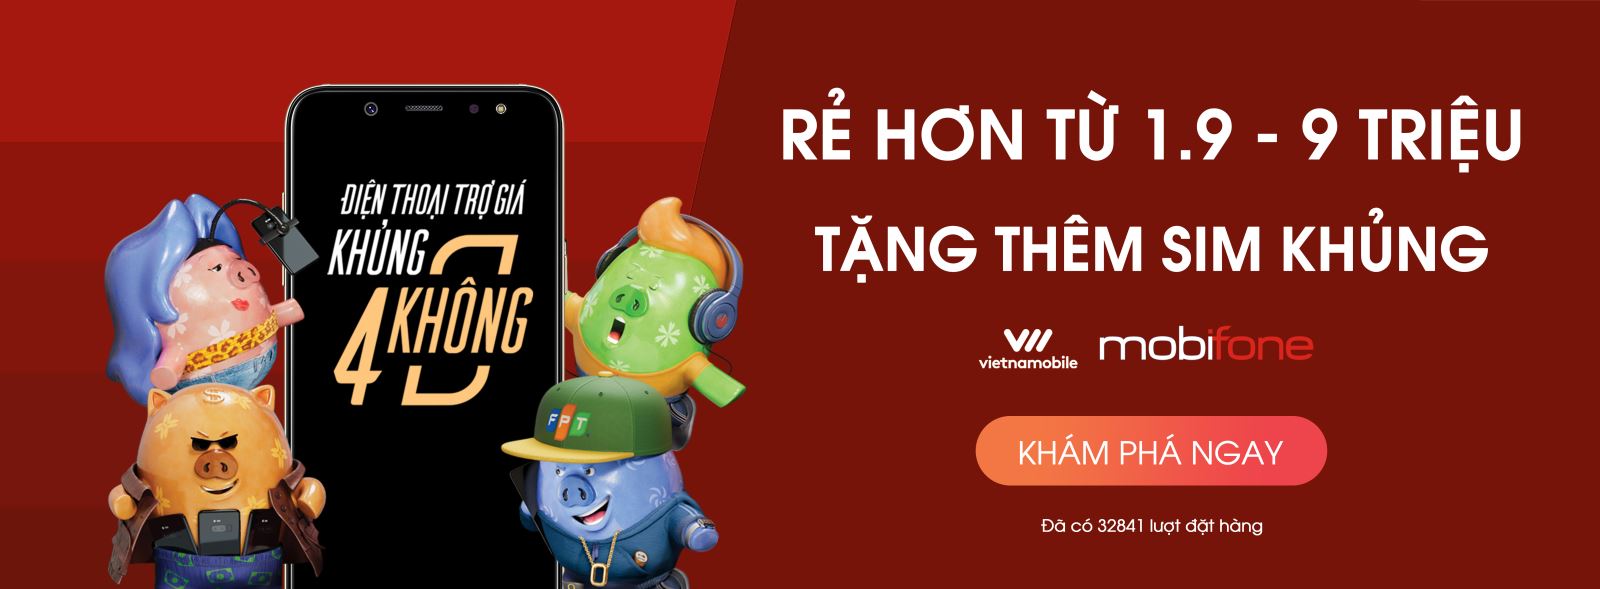 ĐIỆN THOẠI TRỢ GIÁ
KHỦNG
4 KHÔNG
FPT
RẺ HƠN TỪ 1.9 - 9 TRIỆU
TẶNG THÊM SIM KHỦNG
vietnamobile mobifone
KHÁM PHÁ NGAY
Đã có 32841 lượt đặt hàng